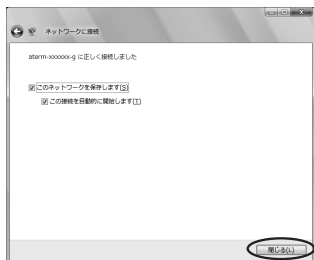 ネットワークに接続
aterm-xxxxxx-g に正しく接続しました
このネットワークを保存します(S)
この接続を自動的に開始します(T)
閉じる(L)